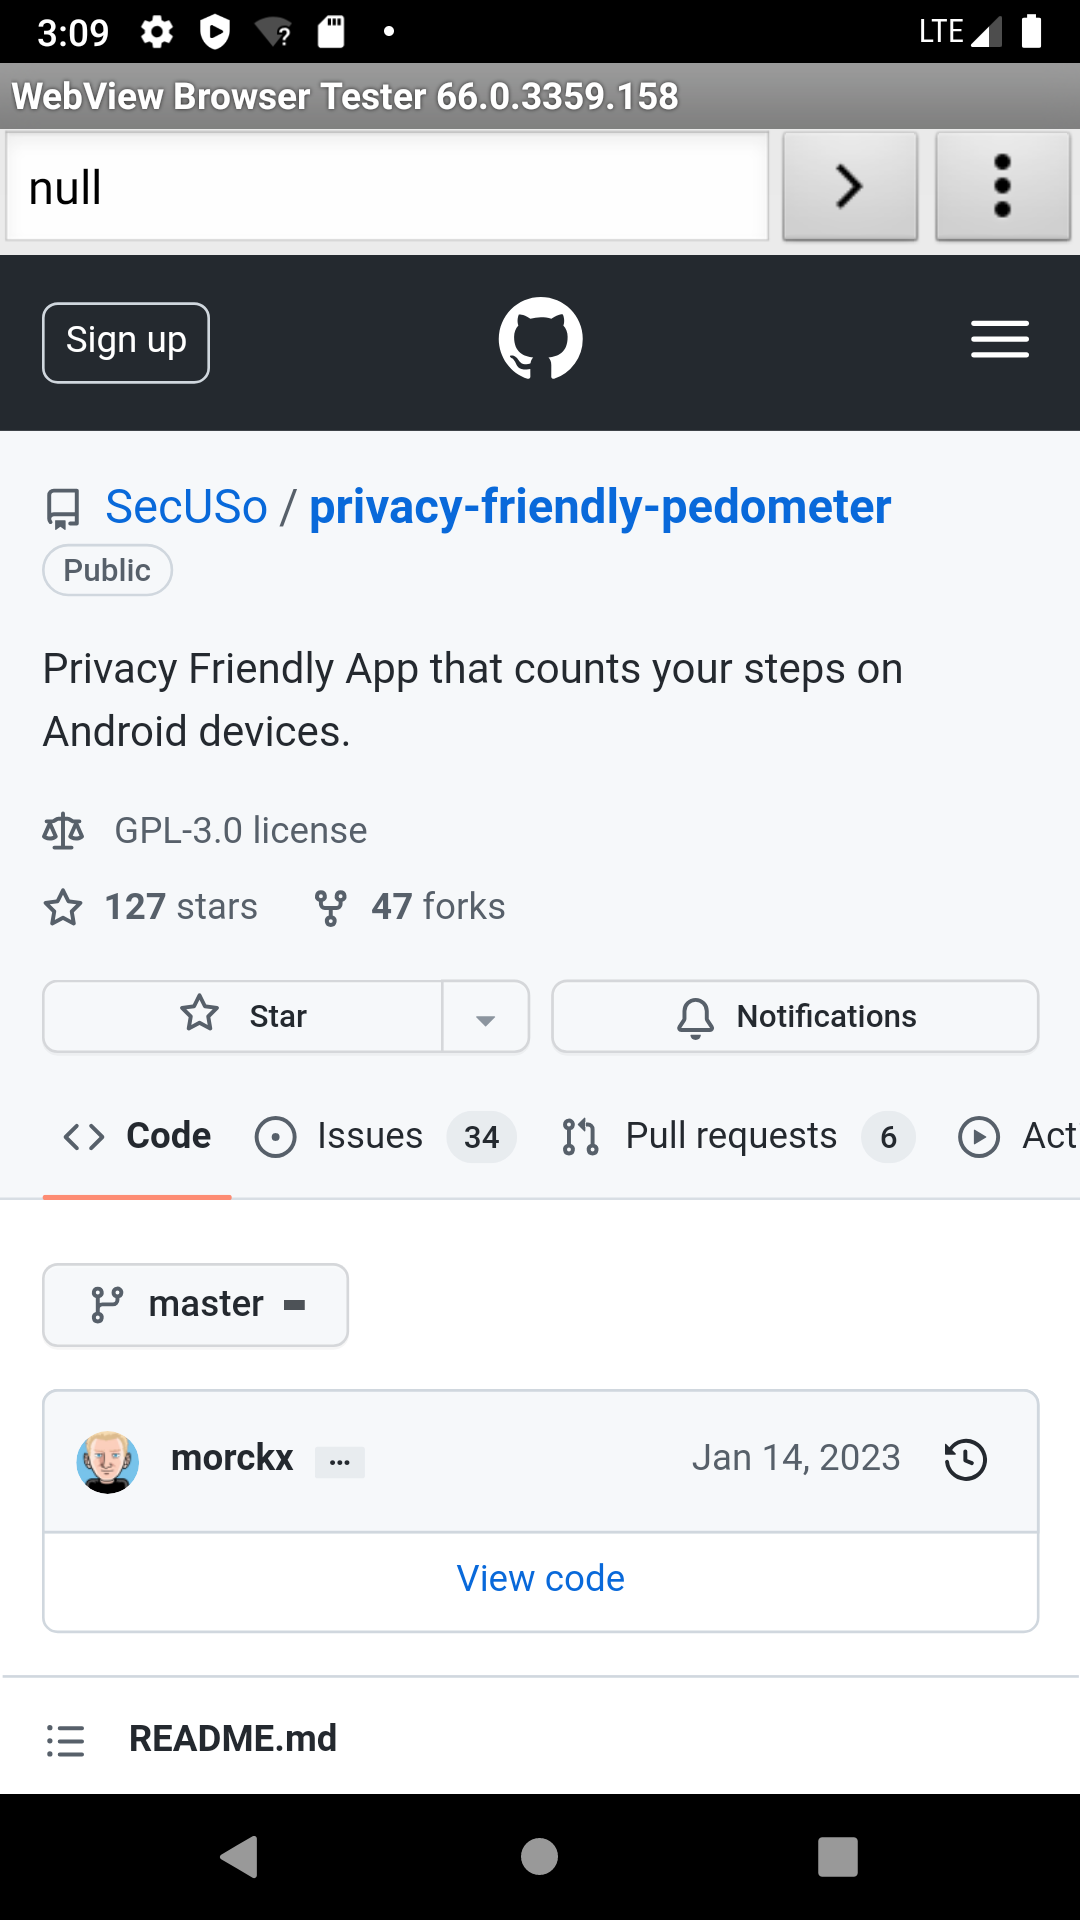 3:09 ? LTE
WebView Browser Tester 66.0.3359.158
null
Sign up
SecUSo / privacy-friendly-pedometer
Public
Privacy Friendly App that counts your steps on
Android devices.
GPL-3.0 license
127 stars 47 forks
Star Notifications
Code Issues 34 Pull requests 6 Act
master
morckx ... Jan 14, 2023
View code
README.md